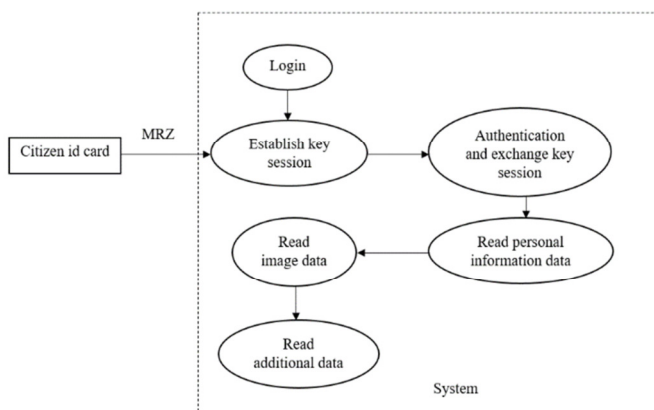 Login
MRZ
Citizen id card
Establish key
session
Authentication
and exchange key
session
Read
image data
Read personal
information data
Read
additional data
System